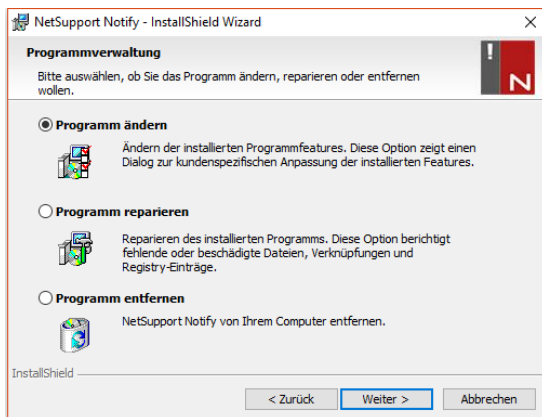 NetSupport Notify - InstallShield Wizard
Programmverwaltung
Bitte auswählen, ob Sie das Programm ändern, reparieren oder entfernen
wollen.
! N
Programm ändern
Ändern der installierten Programmfeatures. Diese Option zeigt einen
Dialog zur kundenspezifischen Anpassung der installierten Features.
Programm reparieren
Reparieren des installierten Programms. Diese Option berichtigt
fehlende oder beschädigte Dateien, Verknüpfungen und
Registry-Einträge.
Programm entfernen
NetSupport Notify von Ihrem Computer entfernen.
InstallShield
< Zurück Weiter > Abbrechen